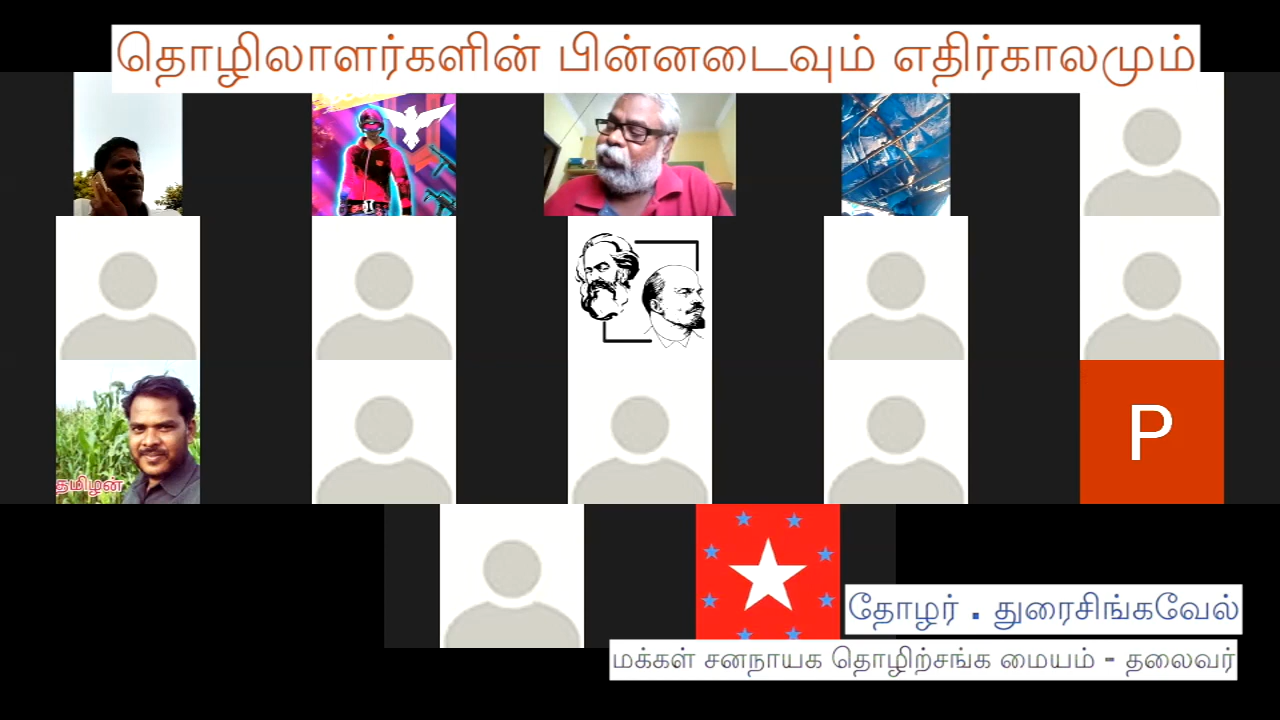 தொழிலாளர்களின் பின்னடைவும் எதிர்காலமும்
தமிழன்
P
தோழர் . துரைசிங்கவேல்
மக்கள் சனநாயக தொழிற்சங்க மையம் - தலைவர்